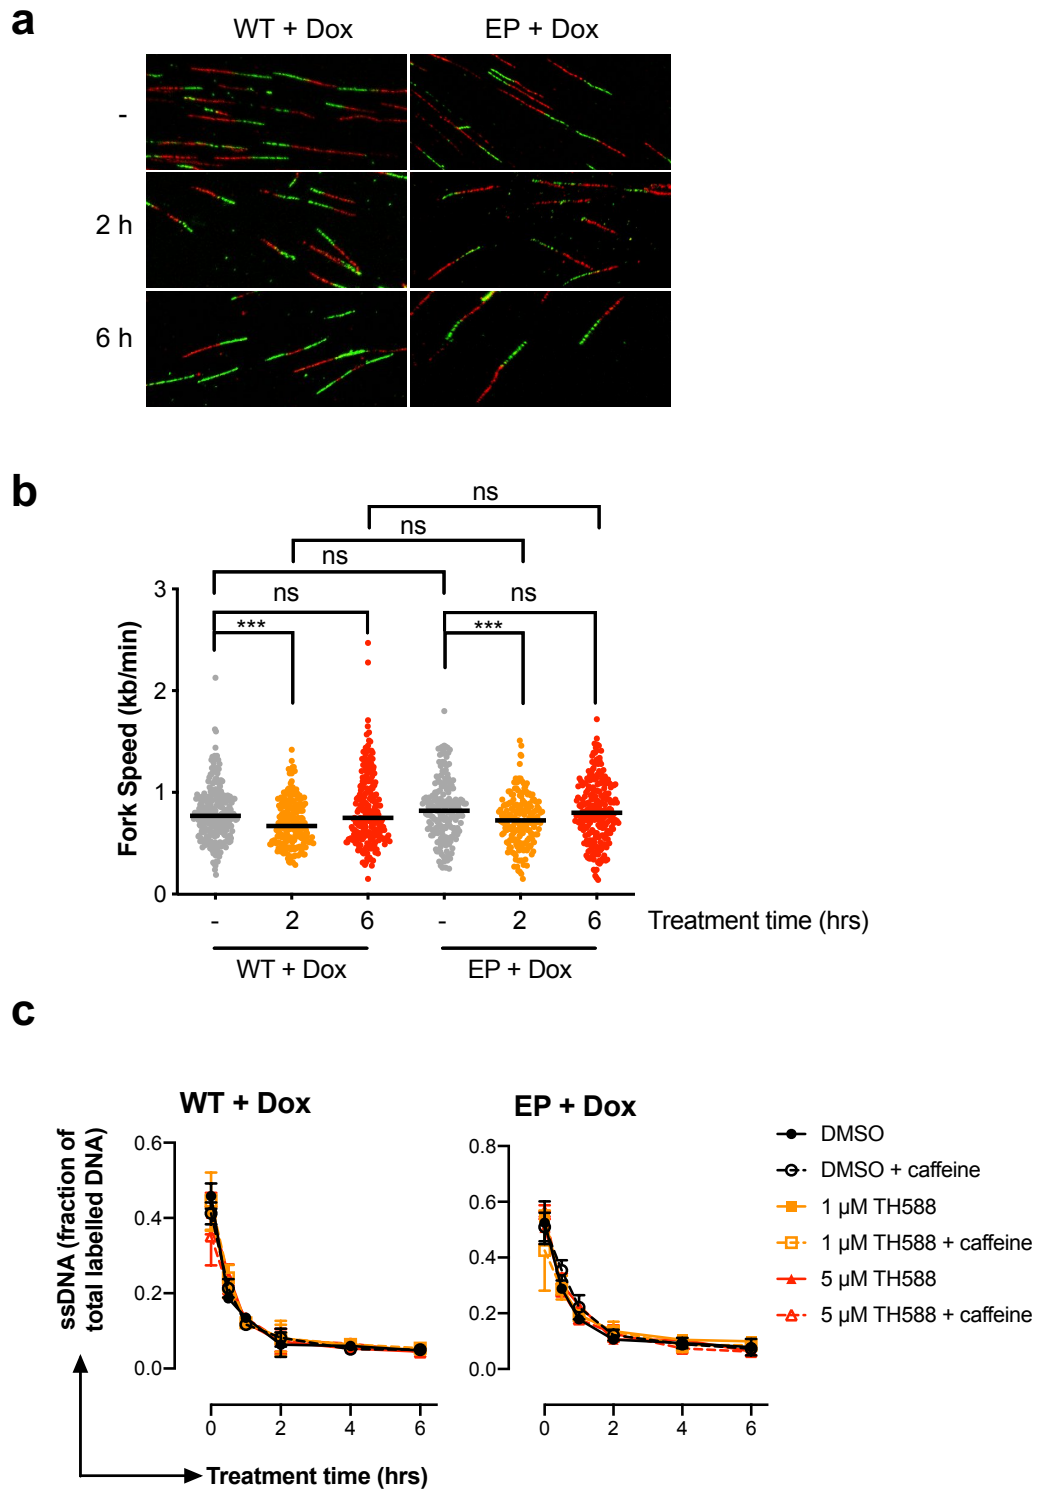 a
WT + Dox
EP + Dox
-
2 h
6 h
b
ns
ns
ns
ns
ns
***
***
Fork Speed (kb/min)
3
2
1
0
-
2
6
-
2
6
Treatment time (hrs)
WT + Dox
EP + Dox
c
WT + Dox
EP + Dox
ssDNA (fraction of
total labelled DNA)
0.6
0.4
0.2
0.0
0
2
4
6
0.8
0.6
0.4
0.2
0.0
0
2
4
6
DMSO
DMSO + caffeine
1 µM TH588
1 µM TH588 + caffeine
5 µM TH588
5 µM TH588 + caffeine
Treatment time (hrs)